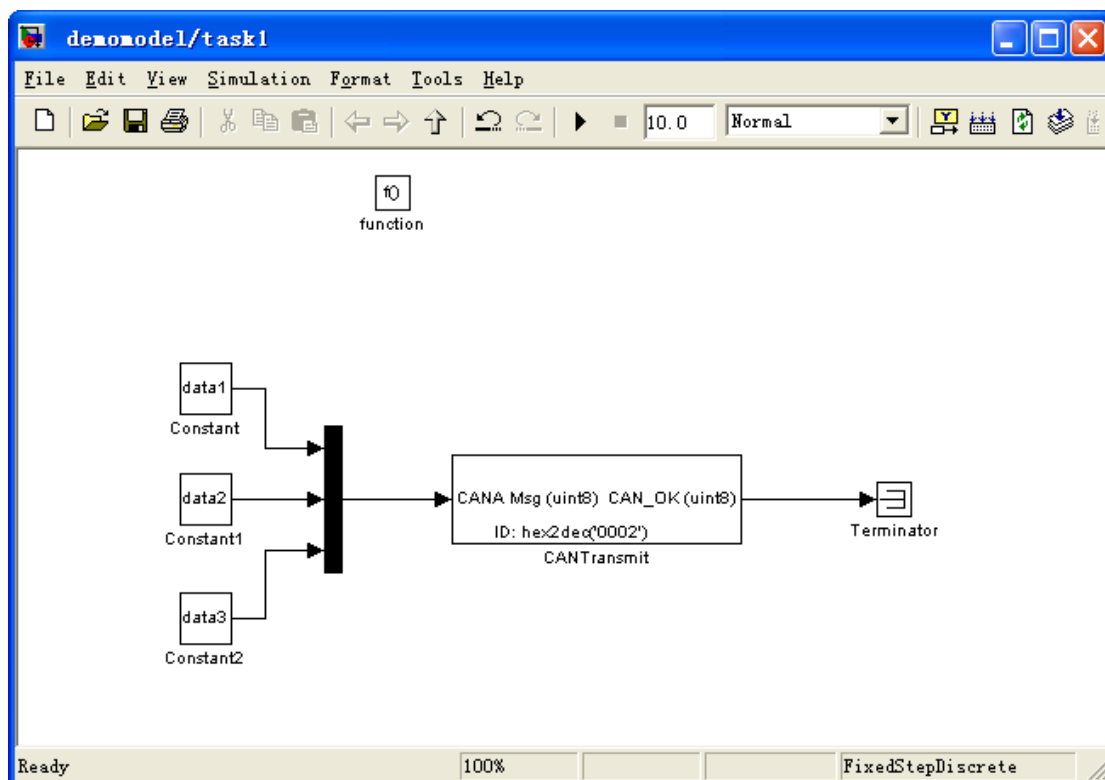 demomodel/task1
File Edit View Simulation Format Tools Help
10.0 Normal
f()
function
data1
Constant
data2
Constant1
data3
Constant2
CANA Msg (uint8) CAN_OK (uint8)
ID: hex2dec('0002')
CANTransmit
Terminator
Ready 100% FixedStepDiscrete